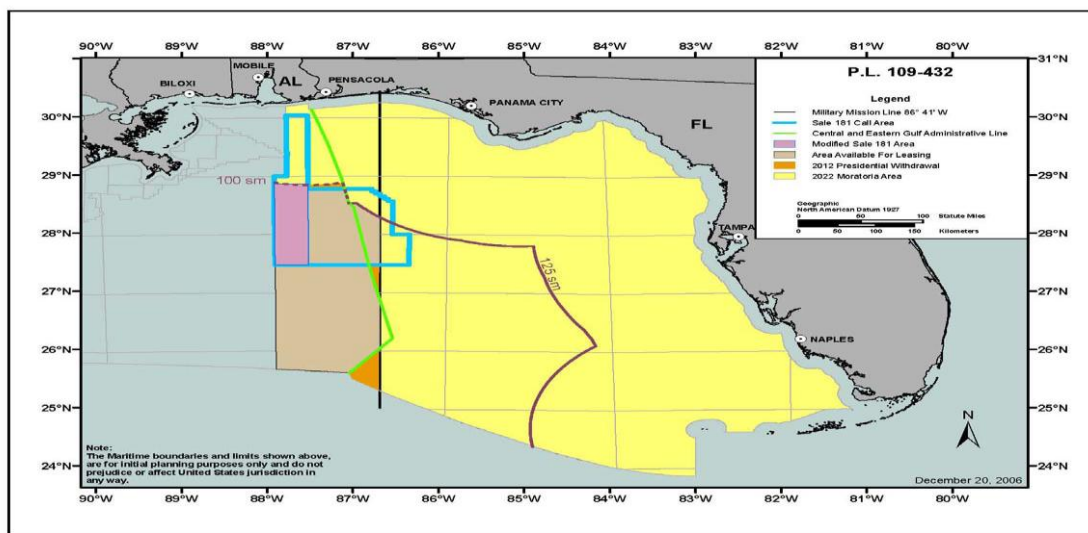 90°W 89°W 88°W 87°W 86°W 85°W 84°W 83°W 82°W 81°W 80°W
31°N 31°N
MOBILE
AL
BILOXI
PENSACOLA
PANAMA CITY
FL
P.L. 109-432
Legend
Military Mission Line 86° 41' W
Sale 181 Call Area
Central and Eastern Gulf Administrative Line
Modified Sale 181 Area
Area Available For Leasing
2012 Presidential Withdrawal
2022 Moratoria Area
Geographic
North American Datum 1927
0 50 100 Statute Miles
0 50 100 150 Kilometers
30°N 30°N
29°N 29°N
100 sm
28°N 28°N
TAMPA
125 sm
27°N 27°N
26°N 26°N
NAPLES
25°N 25°N
N
24°N 24°N
Note:
The Maritime boundaries and limits shown above,
are for initial planning purposes only and do not
prejudice or affect United States jurisdiction in
any way.
December 20, 2006
90°W 89°W 88°W 87°W 86°W 85°W 84°W 83°W 82°W 81°W 80°W